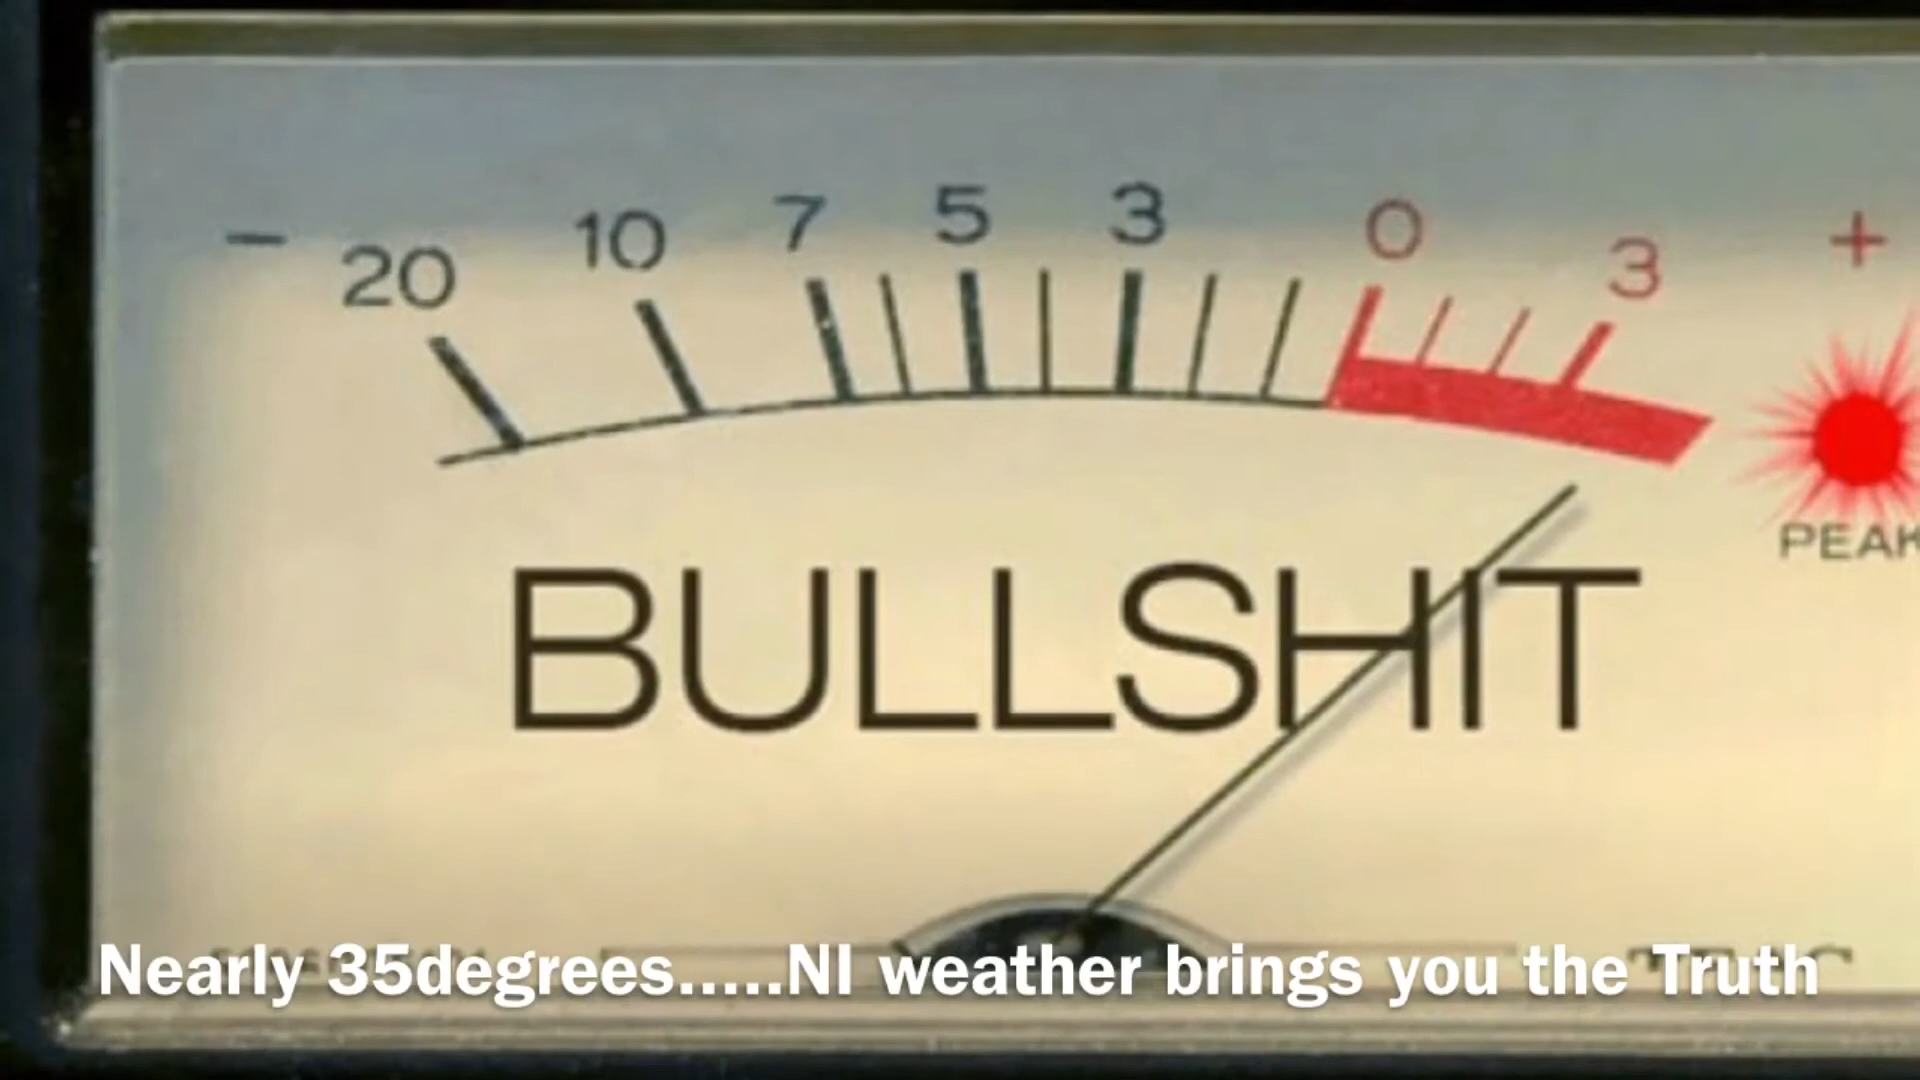 − 20 10 7 5 3 0 3 +
PEAK
BULLSHIT
Nearly 35degrees.....NI weather brings you the Truth